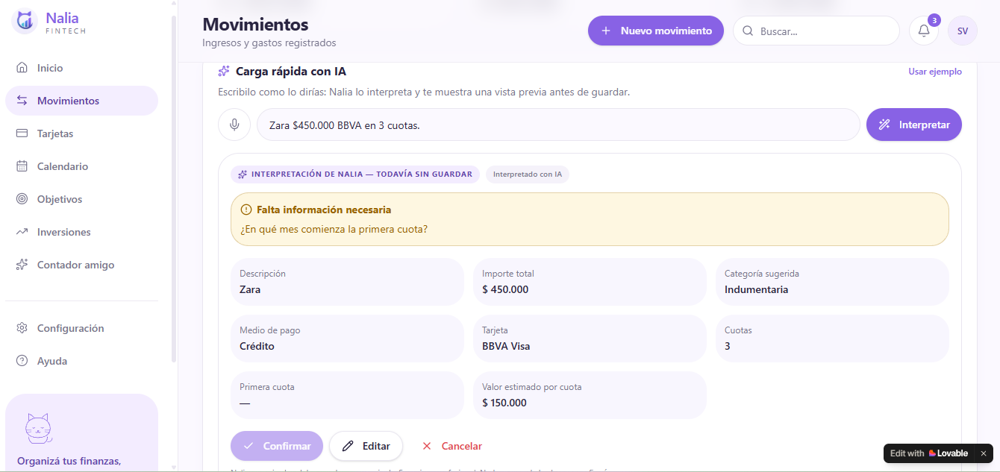 Nalia
FINTECH
Inicio
Movimientos
Tarjetas
Calendario
Objetivos
Inversiones
Contador amigo
Configuración
Ayuda
Organizá tus finanzas,
Movimientos
Ingresos y gastos registrados
Nuevo movimiento
Buscar...
3
SV
Carga rápida con IA
Usar ejemplo
Escribilo como lo dirías: Nalia lo interpreta y te muestra una vista previa antes de guardar.
Zara $450.000 BBVA en 3 cuotas.
Interpretar
INTERPRETACIÓN DE NALIA — TODAVÍA SIN GUARDAR
Interpretado con IA
Falta información necesaria
¿En qué mes comienza la primera cuota?
Descripción
Zara
Importe total
$ 450.000
Categoría sugerida
Indumentaria
Medio de pago
Crédito
Tarjeta
BBVA Visa
Cuotas
3
Primera cuota
—
Valor estimado por cuota
$ 150.000
Confirmar
Editar
Cancelar
Edit with Lovable